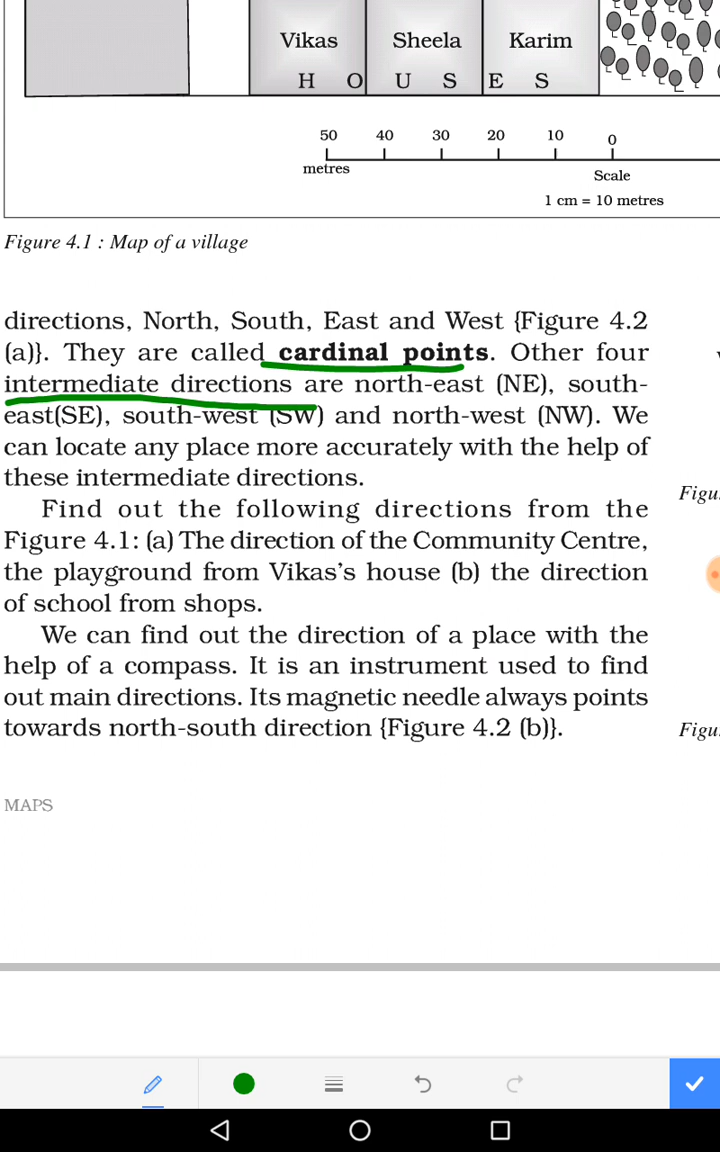 Vikas Sheela Karim
H O U S E S
50 40 30 20 10 0
metres
Scale
1 cm = 10 metres
Figure 4.1 : Map of a village
directions, North, South, East and West {Figure 4.2
(a)}. They are called cardinal points. Other four
intermediate directions are north-east (NE), south-
east(SE), south-west (SW) and north-west (NW). We
can locate any place more accurately with the help of
these intermediate directions.
Find out the following directions from the
Figure 4.1: (a) The direction of the Community Centre,
the playground from Vikas's house (b) the direction
of school from shops.
We can find out the direction of a place with the
help of a compass. It is an instrument used to find
out main directions. Its magnetic needle always points
towards north-south direction {Figure 4.2 (b)}.
Figu
Figu
MAPS